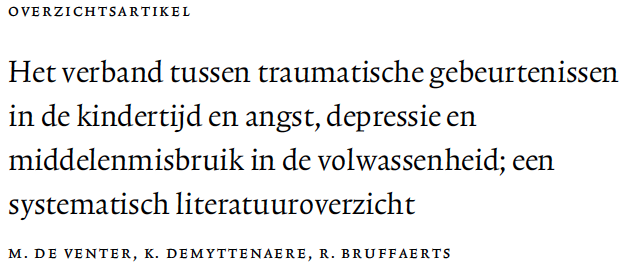 OVERZICHTSARTIKEL
Het verband tussen traumatische gebeurtenissen
in de kindertijd en angst, depressie en
middelenmisbruik in de volwassenheid; een
systematisch literatuuroverzicht
M. DE VENTER, K. DEMYTTENAERE, R. BRUFFAERTS